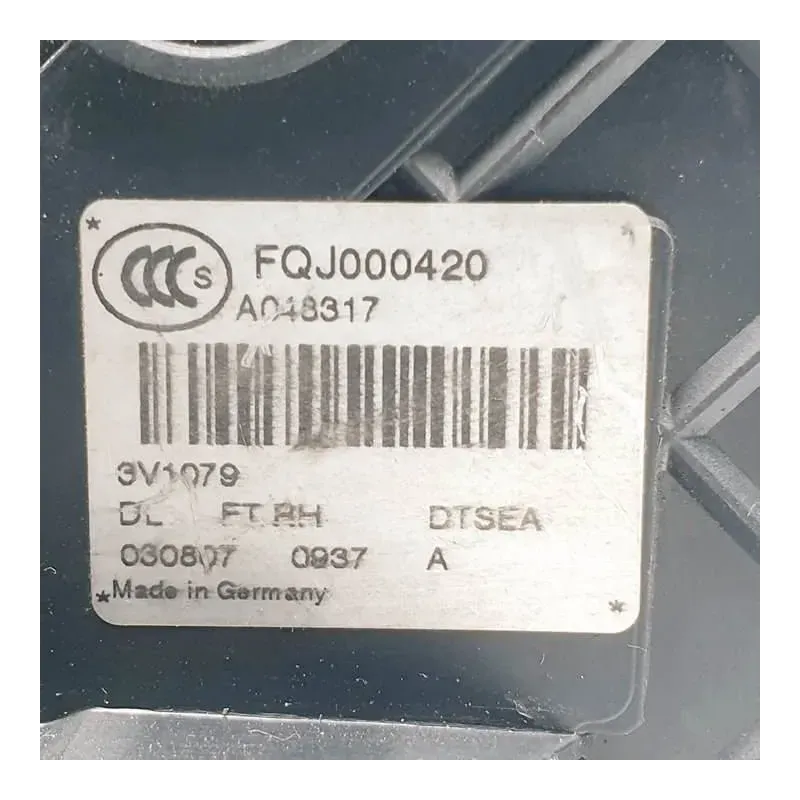 CCC S FQJ000420
A048317
3V1079
DL FT RH DTSEA
030807 0937 A
Made in Germany